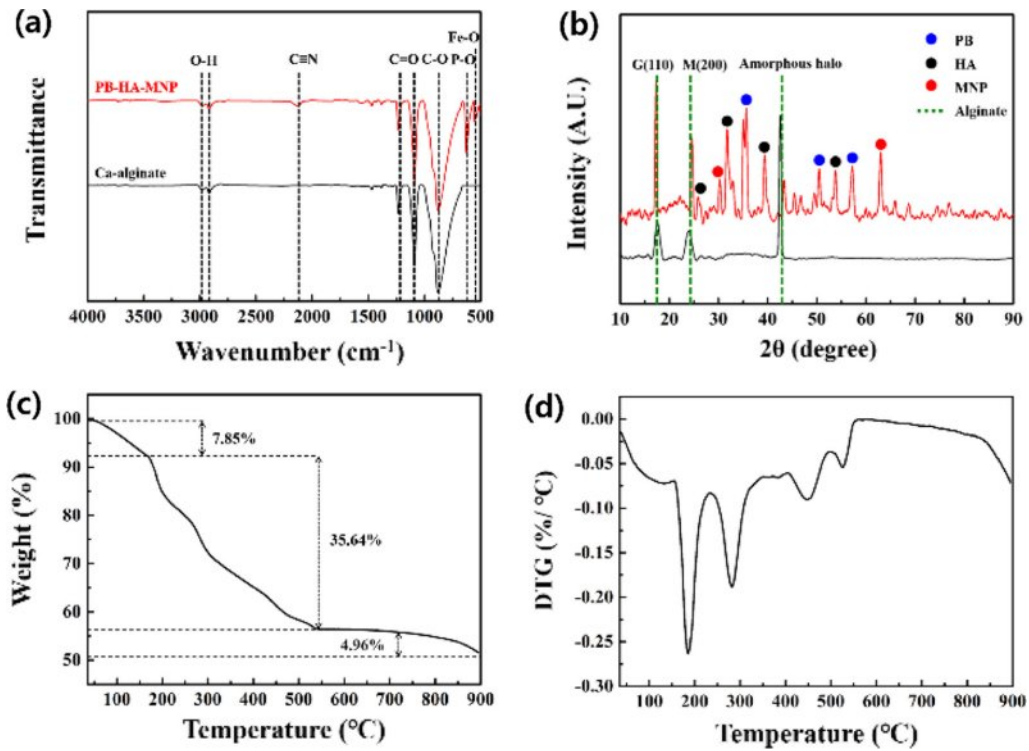 (a)
Fe-O
O-H C≡N C=O C-O P-O
PB-HA-MNP
Ca-alginate
Transmittance
4000 3500 3000 2500 2000 1500 1000 500
Wavenumber (cm⁻¹)
(b)
PB
HA
MNP
Alginate
G(110) M(200) Amorphous halo
Intensity (A.U.)
10 20 30 40 50 60 70 80 90
2θ (degree)
(c)
100
90
80
70
60
50
7.85%
35.64%
4.96%
Weight (%)
100 200 300 400 500 600 700 800 900
Temperature (℃)
(d)
0.00
-0.05
-0.10
-0.15
-0.20
-0.25
-0.30
DTG (%/℃)
100 200 300 400 500 600 700 800 900
Temperature (℃)